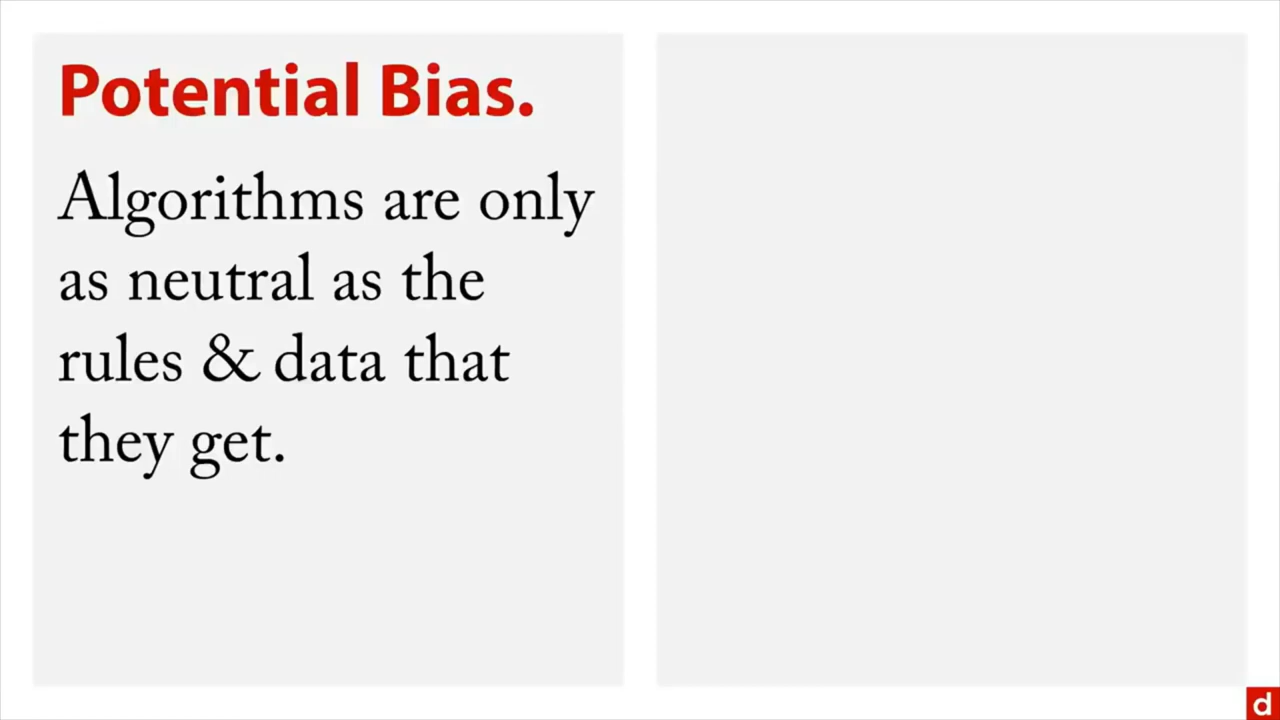 Potential Bias.
Algorithms are only
as neutral as the
rules & data that
they get.
d